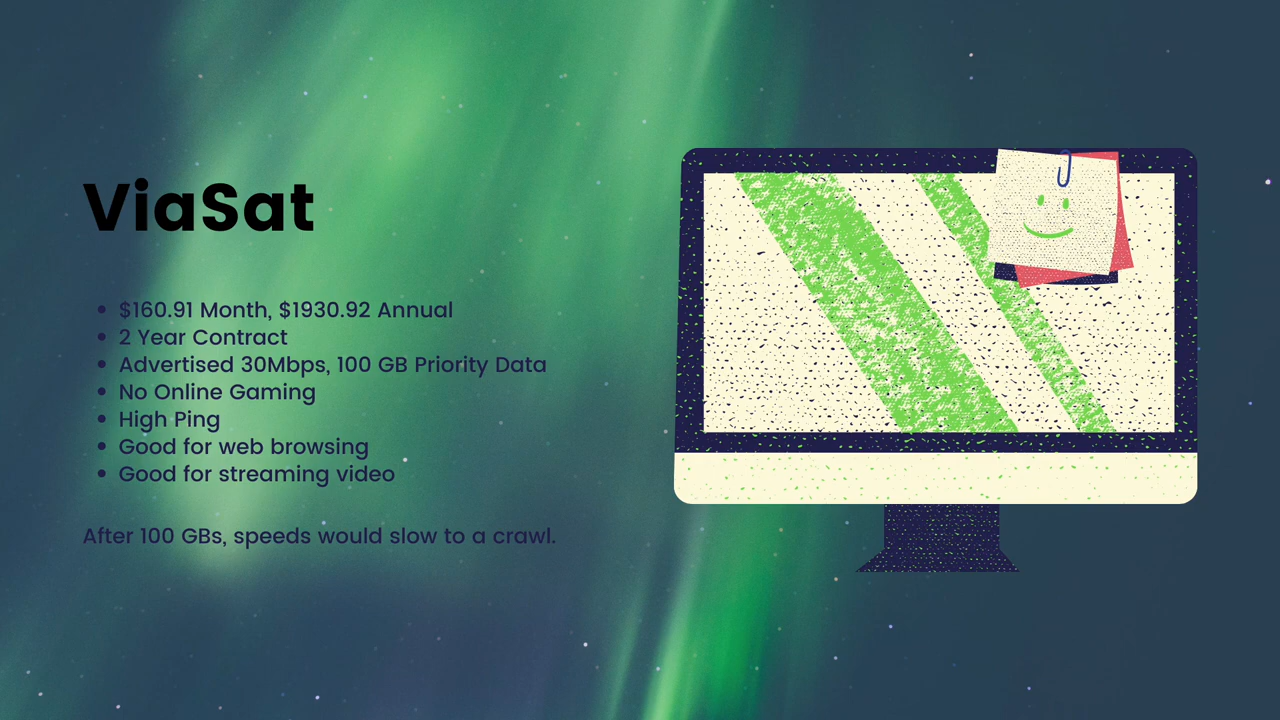 ViaSat
• $160.91 Month, $1930.92 Annual
• 2 Year Contract
• Advertised 30Mbps, 100 GB Priority Data
• No Online Gaming
• High Ping
• Good for web browsing
• Good for streaming video
After 100 GBs, speeds would slow to a crawl.